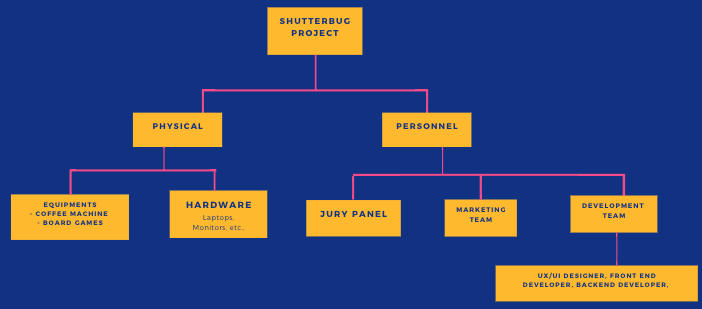 SHUTTERBUG
PROJECT
PHYSICAL
PERSONNEL
EQUIPMENTS
- COFFEE MACHINE
- BOARD GAMES
HARDWARE
Laptops,
Monitors, etc..
JURY PANEL
MARKETING
TEAM
DEVELOPMENT
TEAM
UX/UI DESIGNER, FRONT END
DEVELOPER, BACKEND DEVELOPER,